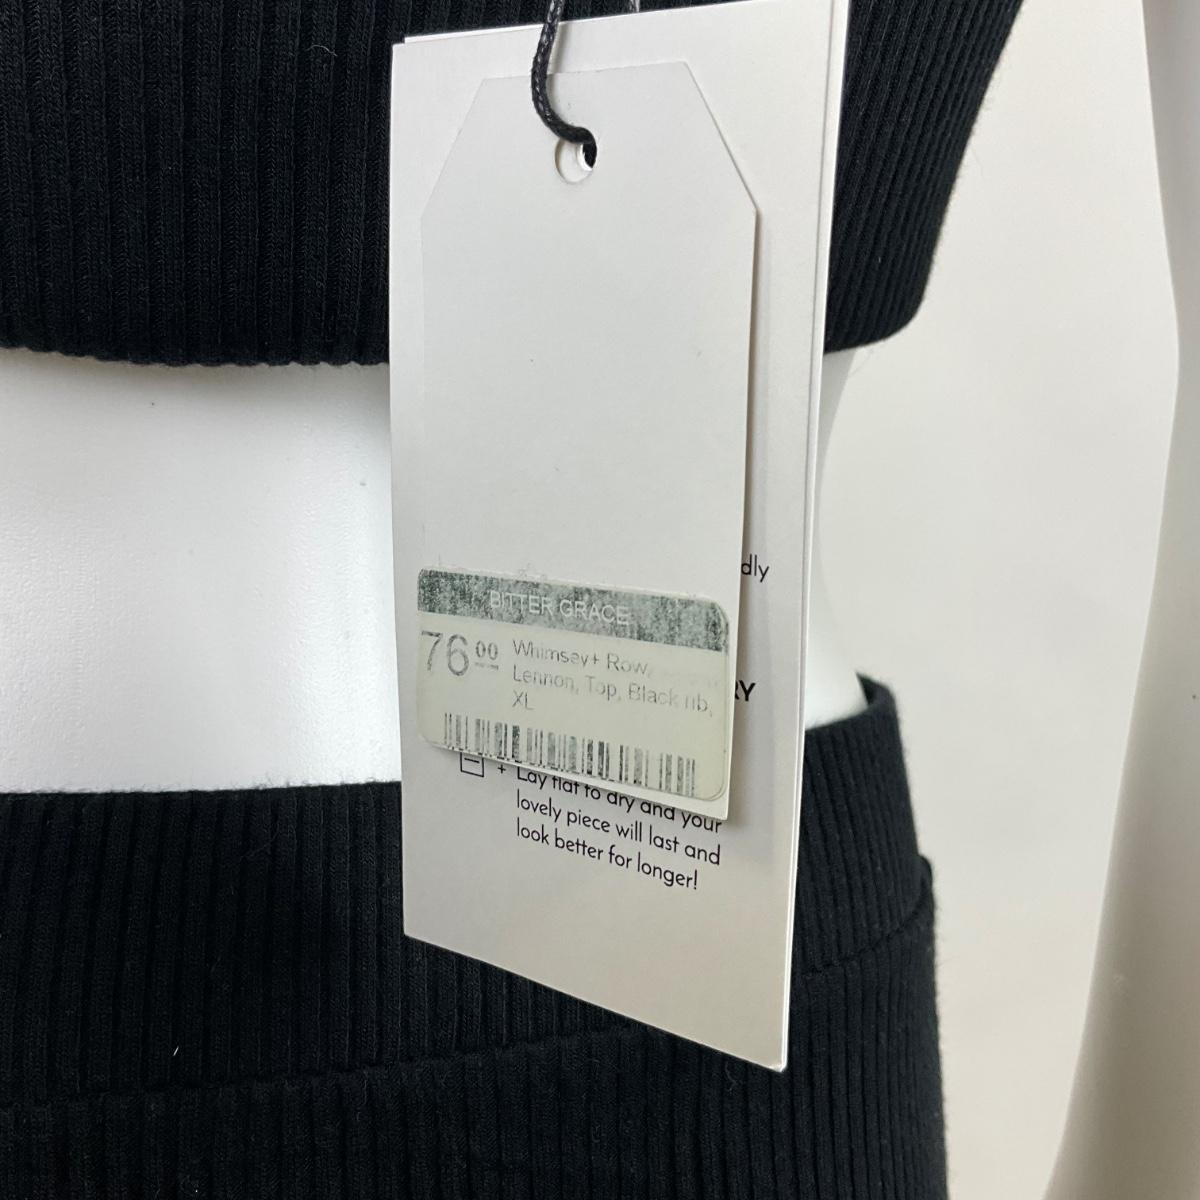 dly
BITTER GRACE
76 00 Whimsey+ Row,
Lennon, Top, Black rib,
XL
RY
+ Lay flat to dry and your
lovely piece will last and
look better for longer!